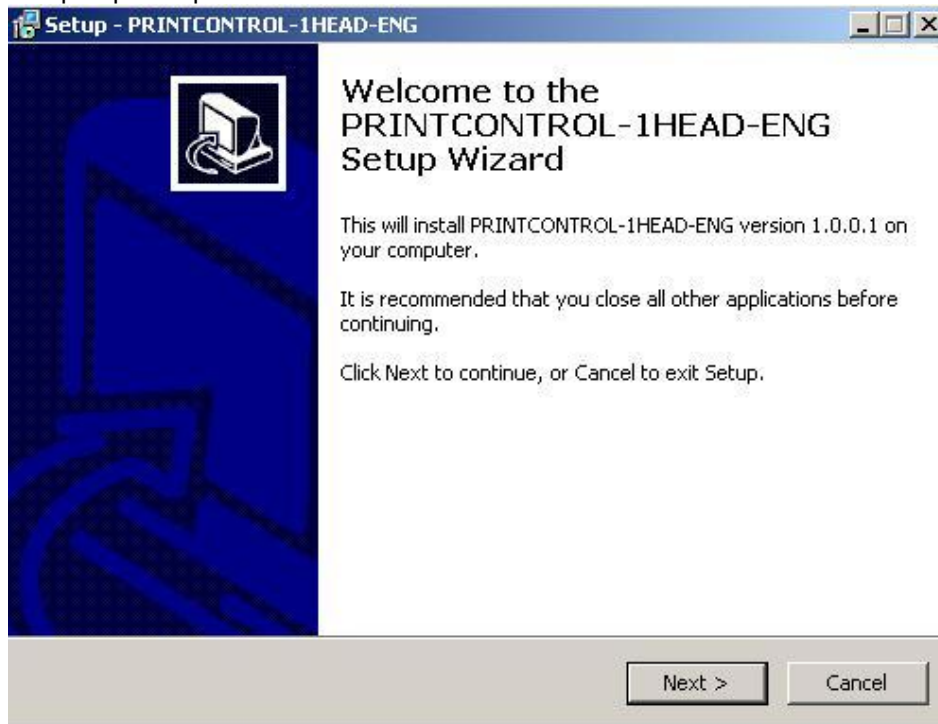 Setup - PRINTCONTROL-1HEAD-ENG
Welcome to the
PRINTCONTROL-1HEAD-ENG
Setup Wizard
This will install PRINTCONTROL-1HEAD-ENG version 1.0.0.1 on
your computer.
It is recommended that you close all other applications before
continuing.
Click Next to continue, or Cancel to exit Setup.
Next >
Cancel